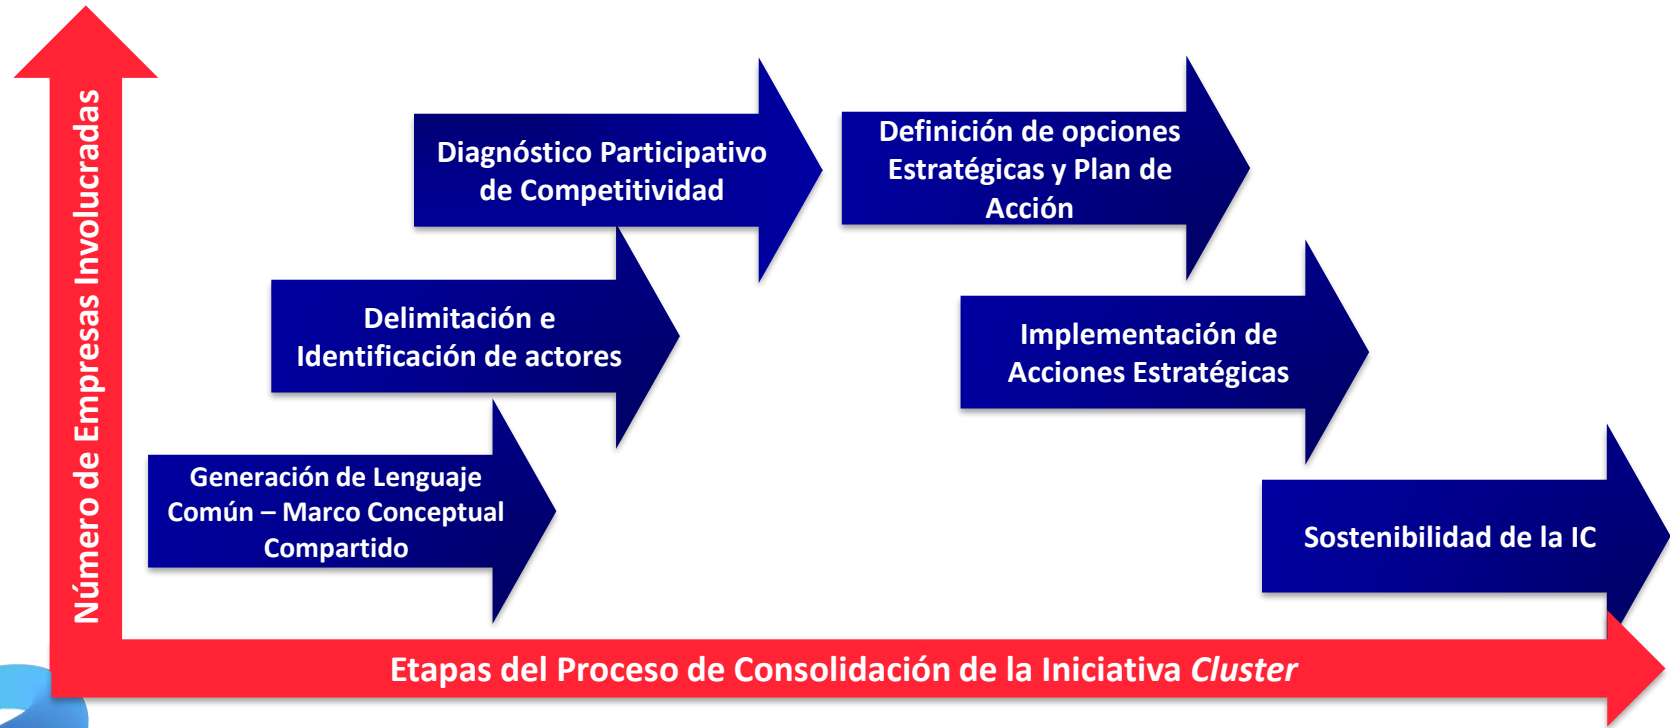 Número de Empresas Involucradas
Diagnóstico Participativo
de Competitividad
Definición de opciones
Estratégicas y Plan de
Acción
Delimitación e
Identificación de actores
Implementación de
Acciones Estratégicas
Generación de Lenguaje
Común – Marco Conceptual
Compartido
Sostenibilidad de la IC
Etapas del Proceso de Consolidación de la Iniciativa Cluster